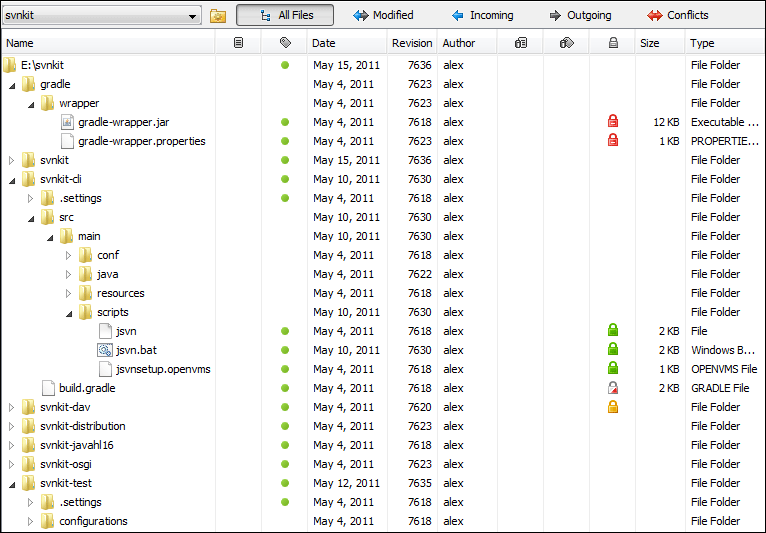 svnkit All Files Modified Incoming Outgoing Conflicts
Name Date Revision Author Size Type
E:\svnkit May 15, 2011 7636 alex File Folder
gradle May 4, 2011 7623 alex File Folder
wrapper May 4, 2011 7623 alex File Folder
gradle-wrapper.jar May 4, 2011 7618 alex 12 KB Executable ...
gradle-wrapper.properties May 4, 2011 7623 alex 1 KB PROPERTIE...
svnkit May 15, 2011 7636 alex File Folder
svnkit-cli May 10, 2011 7630 alex File Folder
.settings May 4, 2011 7618 alex File Folder
src May 10, 2011 7630 alex File Folder
main May 10, 2011 7630 alex File Folder
conf May 4, 2011 7618 alex File Folder
java May 4, 2011 7622 alex File Folder
resources May 4, 2011 7618 alex File Folder
scripts May 10, 2011 7630 alex File Folder
jsvn May 4, 2011 7618 alex 2 KB File
jsvn.bat May 10, 2011 7630 alex 2 KB Windows B...
jsvnsetup.openvms May 4, 2011 7618 alex 1 KB OPENVMS File
build.gradle May 4, 2011 7618 alex 2 KB GRADLE File
svnkit-dav May 4, 2011 7620 alex File Folder
svnkit-distribution May 4, 2011 7623 alex File Folder
svnkit-javahl16 May 4, 2011 7618 alex File Folder
svnkit-osgi May 4, 2011 7623 alex File Folder
svnkit-test May 12, 2011 7635 alex File Folder
.settings May 4, 2011 7618 alex File Folder
configurations May 4, 2011 7618 alex File Folder